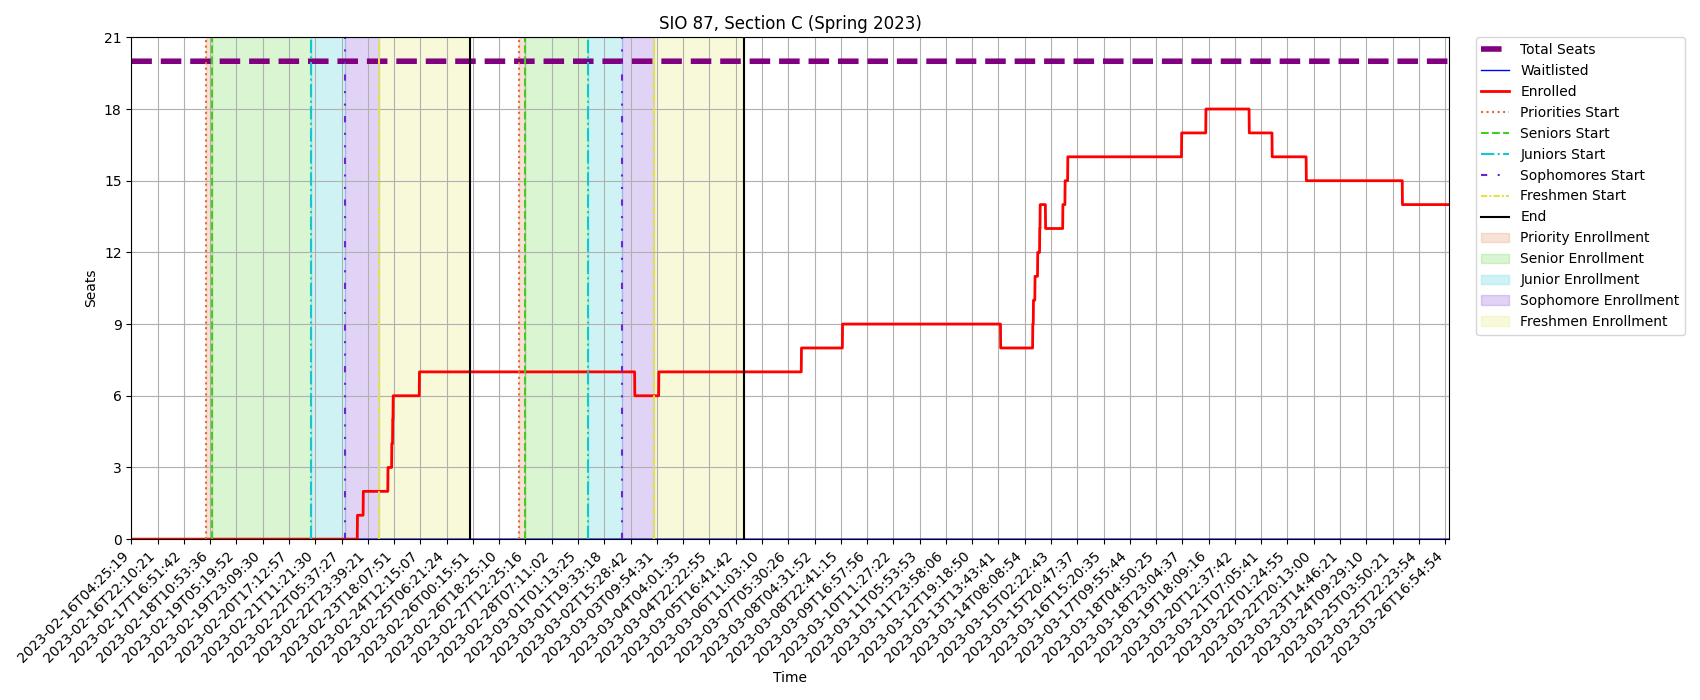 SIO 87, Section C (Spring 2023)
21
18
15
12
9
6
3
0
Seats
2023-02-16T04:25:19
2023-02-16T22:10:21
2023-02-17T16:51:42
2023-02-18T10:53:36
2023-02-19T05:19:52
2023-02-19T23:09:30
2023-02-20T17:12:57
2023-02-21T11:21:30
2023-02-22T05:37:27
2023-02-22T23:39:21
2023-02-23T18:07:51
2023-02-24T12:15:07
2023-02-25T06:21:24
2023-02-26T00:15:51
2023-02-26T18:25:10
2023-02-27T12:25:16
2023-02-28T07:11:02
2023-03-01T01:13:25
2023-03-01T19:33:18
2023-03-02T15:28:42
2023-03-03T09:54:31
2023-03-04T04:01:35
2023-03-04T22:22:55
2023-03-05T16:41:42
2023-03-06T11:03:10
2023-03-07T05:30:26
2023-03-08T04:31:52
2023-03-08T22:41:15
2023-03-09T16:57:56
2023-03-10T11:27:22
2023-03-11T05:53:53
2023-03-11T23:58:06
2023-03-12T19:18:50
2023-03-13T13:43:41
2023-03-14T08:08:54
2023-03-15T02:22:43
2023-03-15T20:47:37
2023-03-16T15:20:35
2023-03-17T09:55:44
2023-03-18T04:50:25
2023-03-18T23:04:37
2023-03-19T18:09:16
2023-03-20T12:37:42
2023-03-21T07:05:41
2023-03-22T01:24:55
2023-03-22T20:13:00
2023-03-23T14:46:21
2023-03-24T09:29:10
2023-03-25T03:50:21
2023-03-25T22:23:54
2023-03-26T16:54:54
Time
Total Seats
Waitlisted
Enrolled
Priorities Start
Seniors Start
Juniors Start
Sophomores Start
Freshmen Start
End
Priority Enrollment
Senior Enrollment
Junior Enrollment
Sophomore Enrollment
Freshmen Enrollment